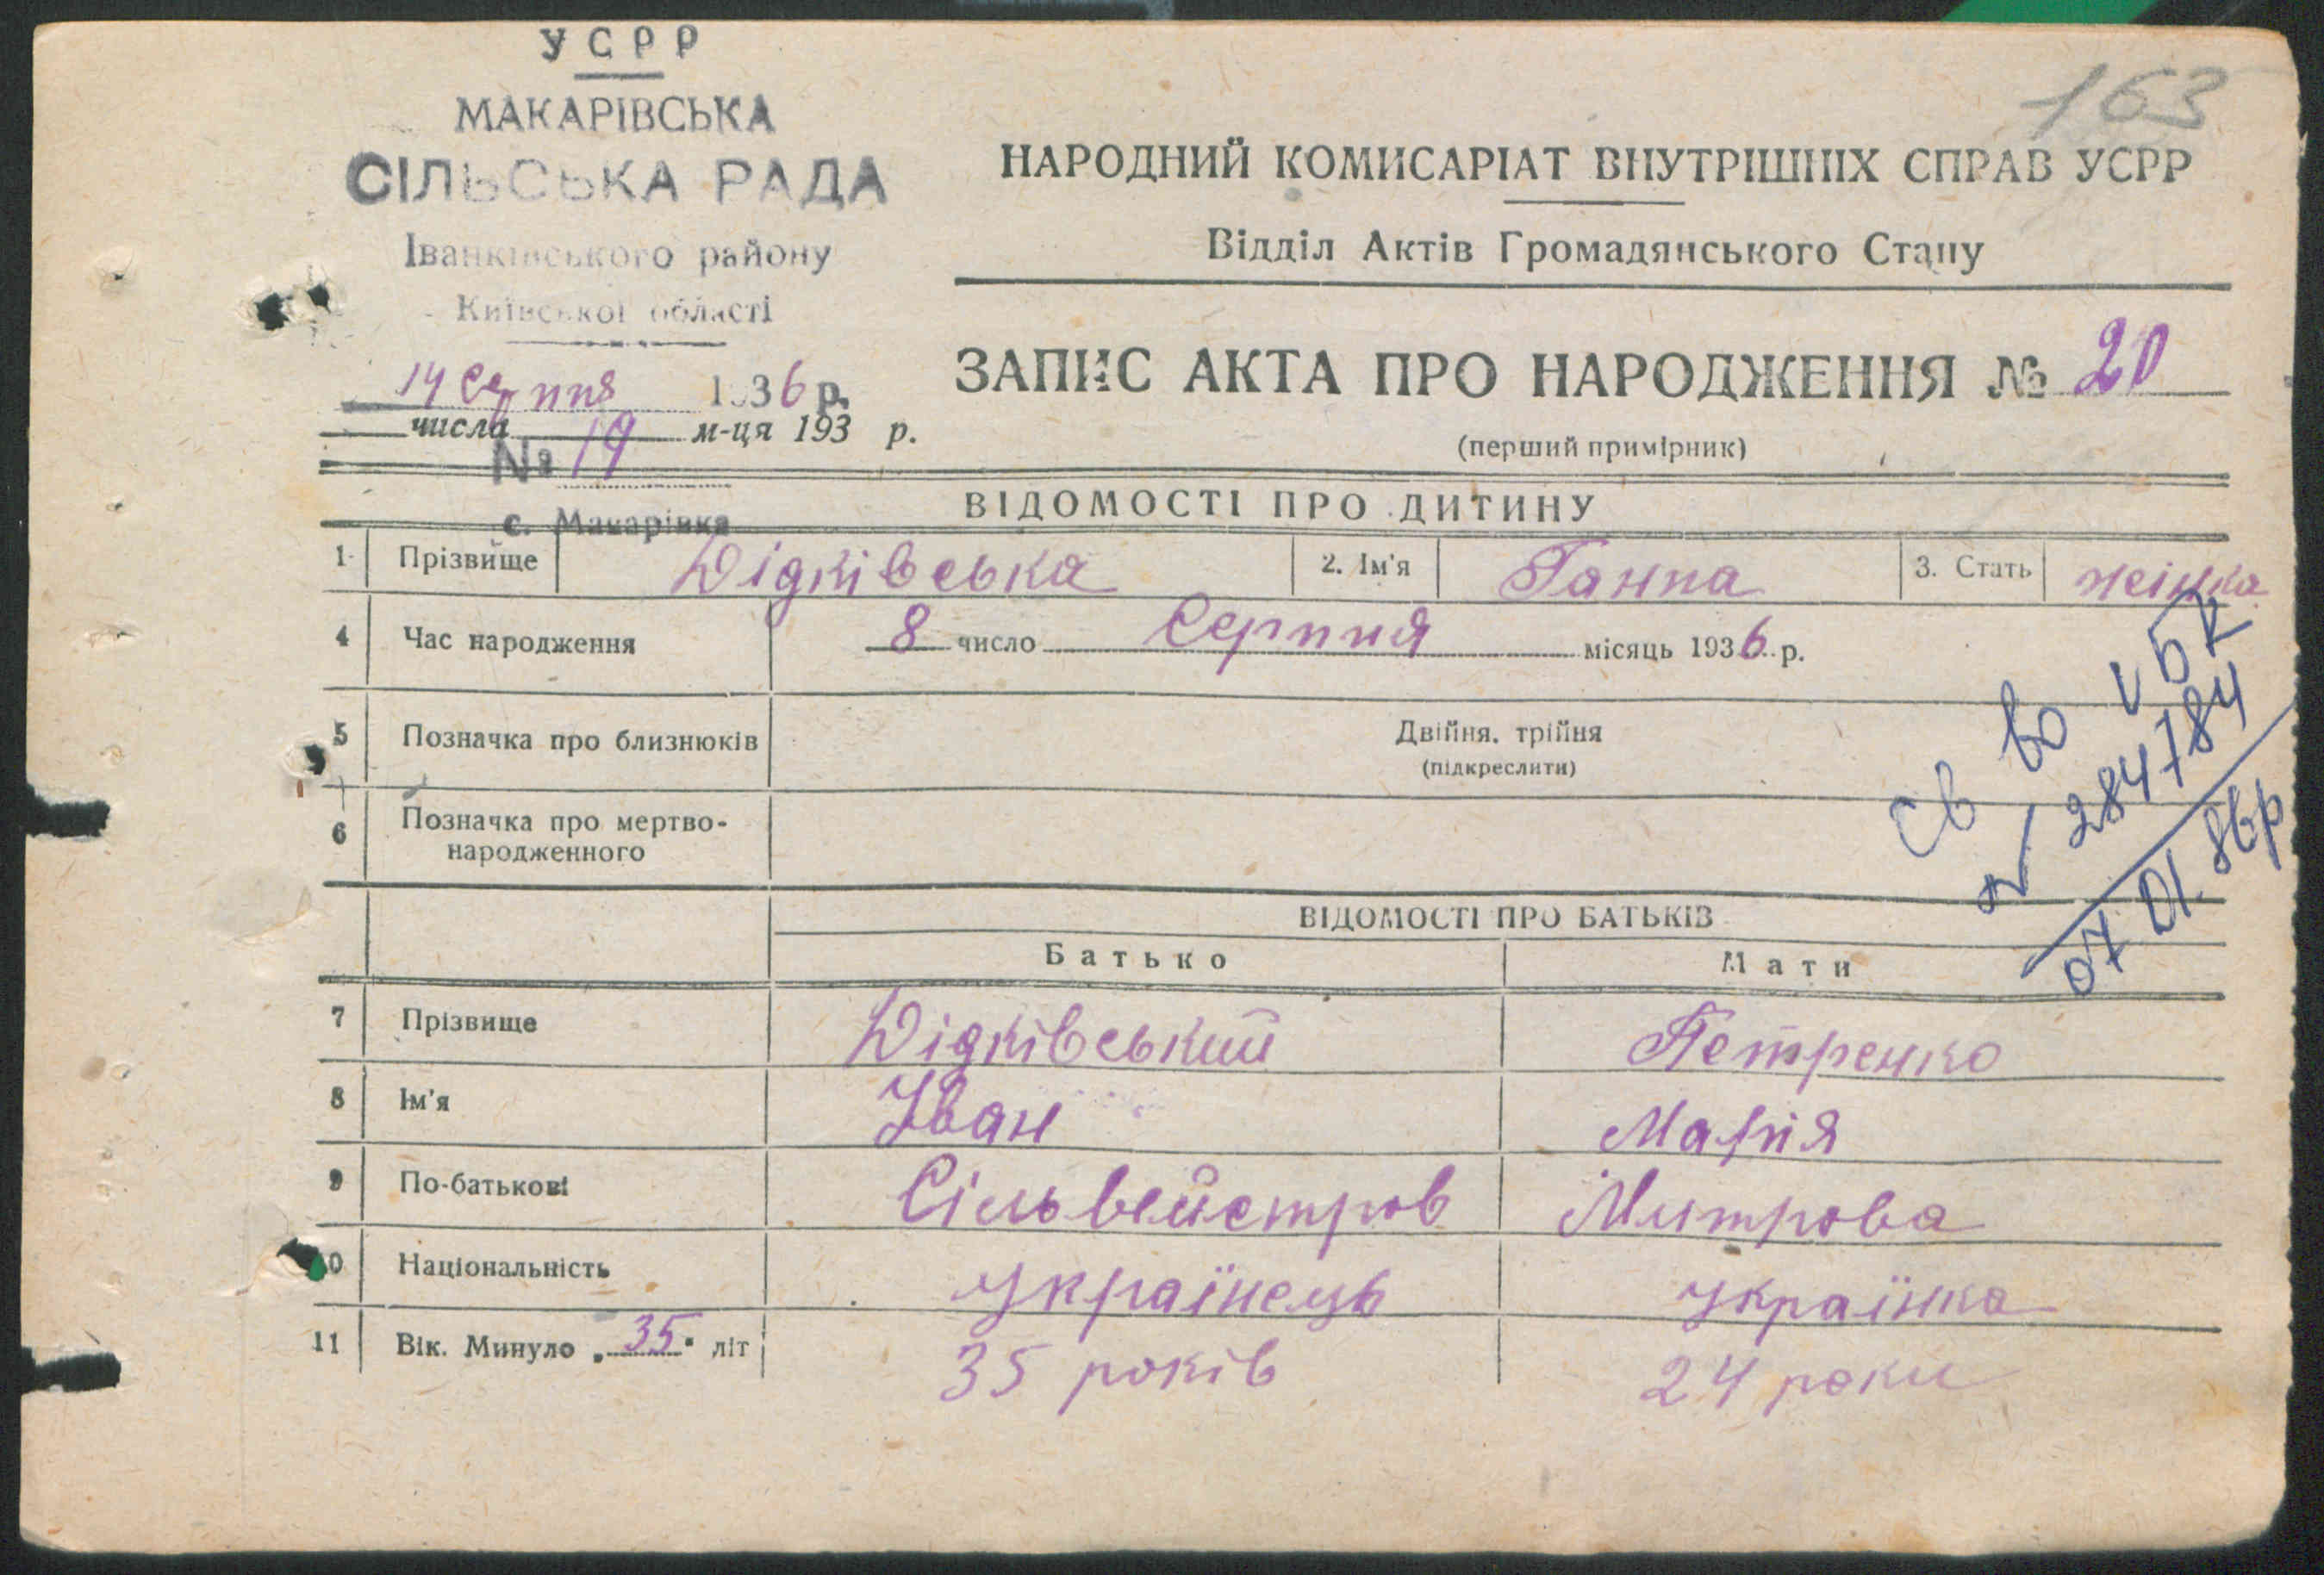 УСРР
МАКАРІВСЬКА
СІЛЬСЬКА РАДА
Іванківського району
Київської області
14 Серпня 1936 р.
числа м-ця 193 р.
№ 19
с. Макарівка
163
НАРОДНИЙ КОМИСАРІАТ ВНУТРІШНІХ СПРАВ УСРР
Відділ Актів Громадянського Стану
ЗАПИС АКТА ПРО НАРОДЖЕННЯ № 20
(перший примірник)
ВІДОМОСТІ ПРО ДИТИНУ
1 Прізвище Дідківська 2. Ім'я Ганна 3. Стать жінка
4 Час народження 8 число Серпня місяць 1936 р.
5 Позначка про близнюків Двійня, трійня
(підкреслити)
6 Позначка про мертво-
народженного
Св во V БК
№ 284784
07 01. 86р
ВІДОМОСТІ ПРО БАТЬКІВ
Батько Мати
7 Прізвище Дідківський Петренко
8 Ім'я Іван Марія
9 По-батькові Сільвейстров Митрова
10 Національність Українець Українка
11 Вік. Минуло „35“ літ 35 років 24 роки